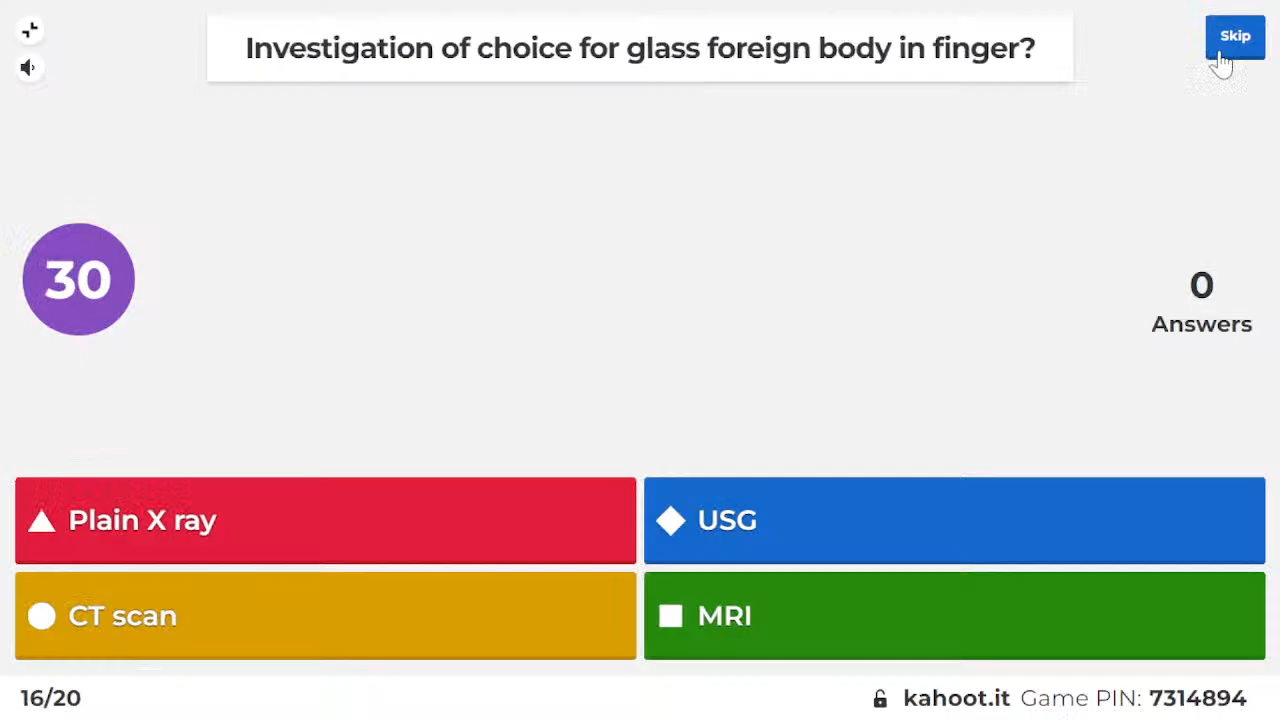 Investigation of choice for glass foreign body in finger?
Skip
30
0
Answers
Plain X ray
USG
CT scan
MRI
16/20
kahoot.it Game PIN: 7314894